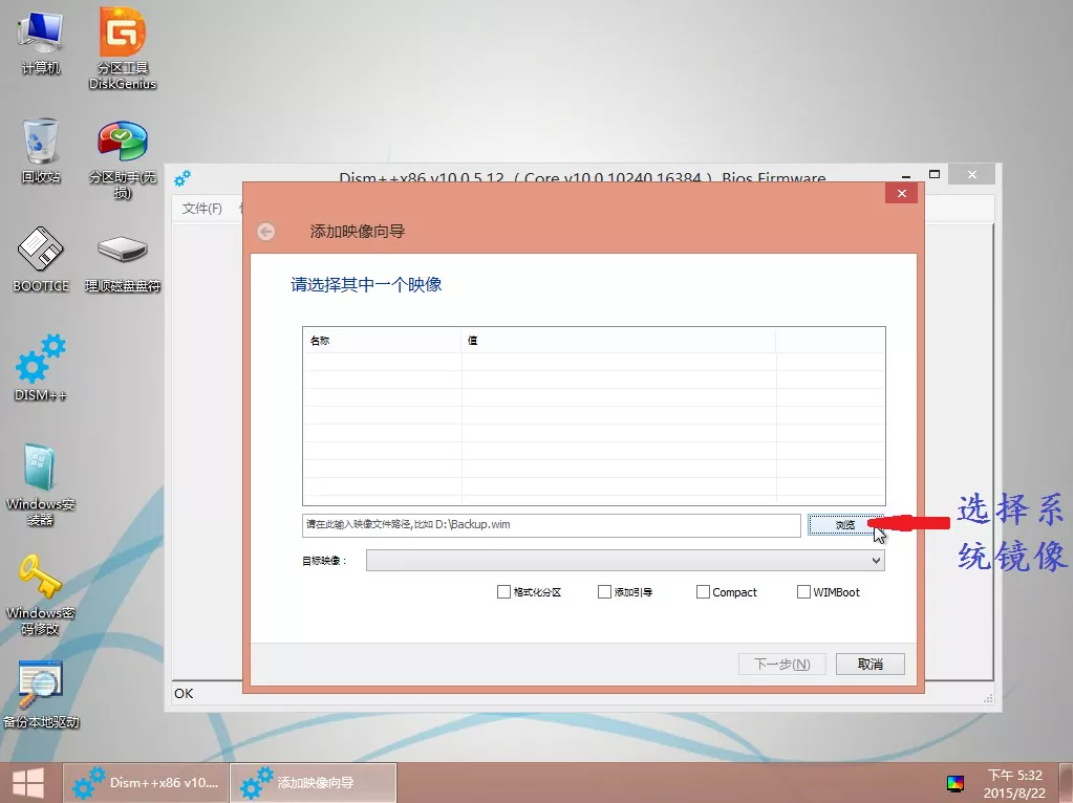 计算机
分区工具
DiskGenius
回收站
分区助手(无
损)
BOOTICE
理顺磁盘盘符
DISM++
Windows安
装器
Windows密
码修改
备份本地驱动
Dism++x86 v10.0.5.12 ( Core v10.0.10240.16384 ) Bios Firmware
文件(F)
添加映像向导
请选择其中一个映像
名称 值
请在此输入映像文件路径,比如 D:\Backup.wim
浏览
选择系
统镜像
目标映像：
格式化分区 添加引导 Compact WIMBoot
下一步(N) 取消
OK
Dism++x86 v10.... 添加映像向导
下午 5:32
2015/8/22